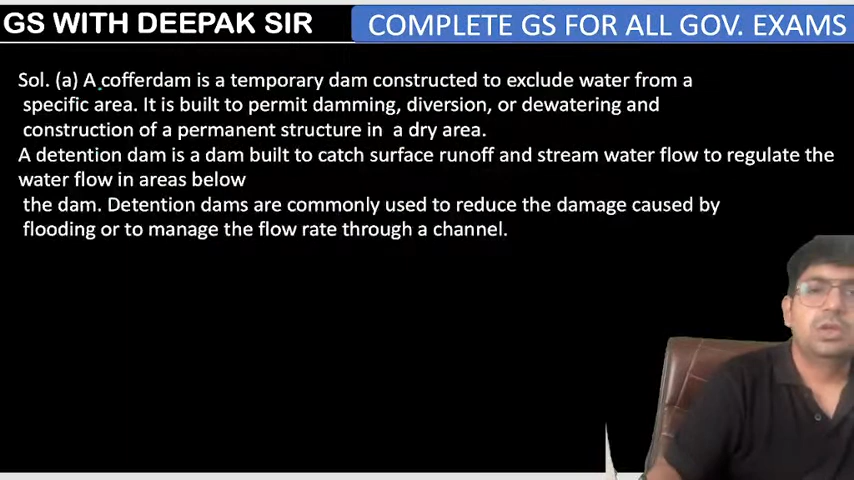 GS WITH DEEPAK SIR
COMPLETE GS FOR ALL GOV. EXAMS
Sol. (a) A cofferdam is a temporary dam constructed to exclude water from a
specific area. It is built to permit damming, diversion, or dewatering and
construction of a permanent structure in a dry area.
A detention dam is a dam built to catch surface runoff and stream water flow to regulate the
water flow in areas below
the dam. Detention dams are commonly used to reduce the damage caused by
flooding or to manage the flow rate through a channel.